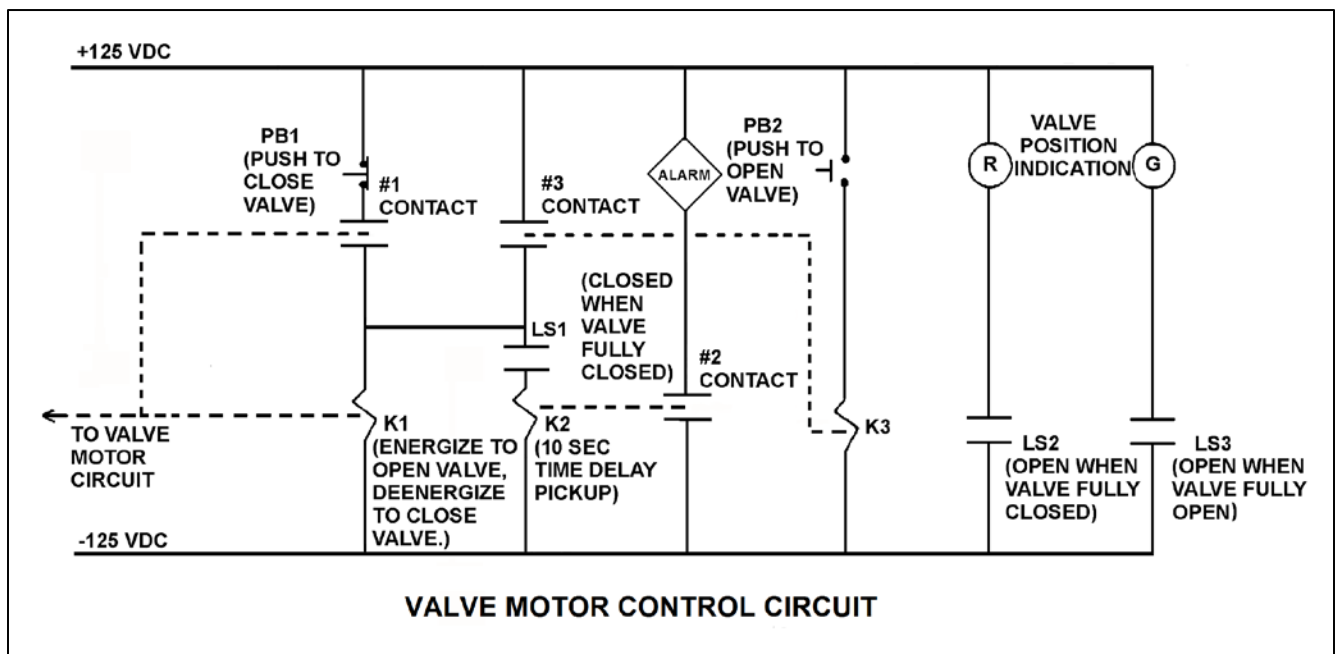 +125 VDC
PB1
(PUSH TO
CLOSE
VALVE)
#1
CONTACT
#3
CONTACT
ALARM
PB2
(PUSH TO
OPEN
VALVE)
R
VALVE
POSITION
INDICATION
G
(CLOSED
WHEN
VALVE
FULLY
CLOSED)
LS1
#2
CONTACT
TO VALVE
MOTOR
CIRCUIT
K1
(ENERGIZE TO
OPEN VALVE,
DEENERGIZE
TO CLOSE
VALVE.)
K2
(10 SEC
TIME DELAY
PICKUP)
K3
LS2
(OPEN WHEN
VALVE FULLY
CLOSED)
LS3
(OPEN WHEN
VALVE FULLY
OPEN)
-125 VDC
VALVE MOTOR CONTROL CIRCUIT